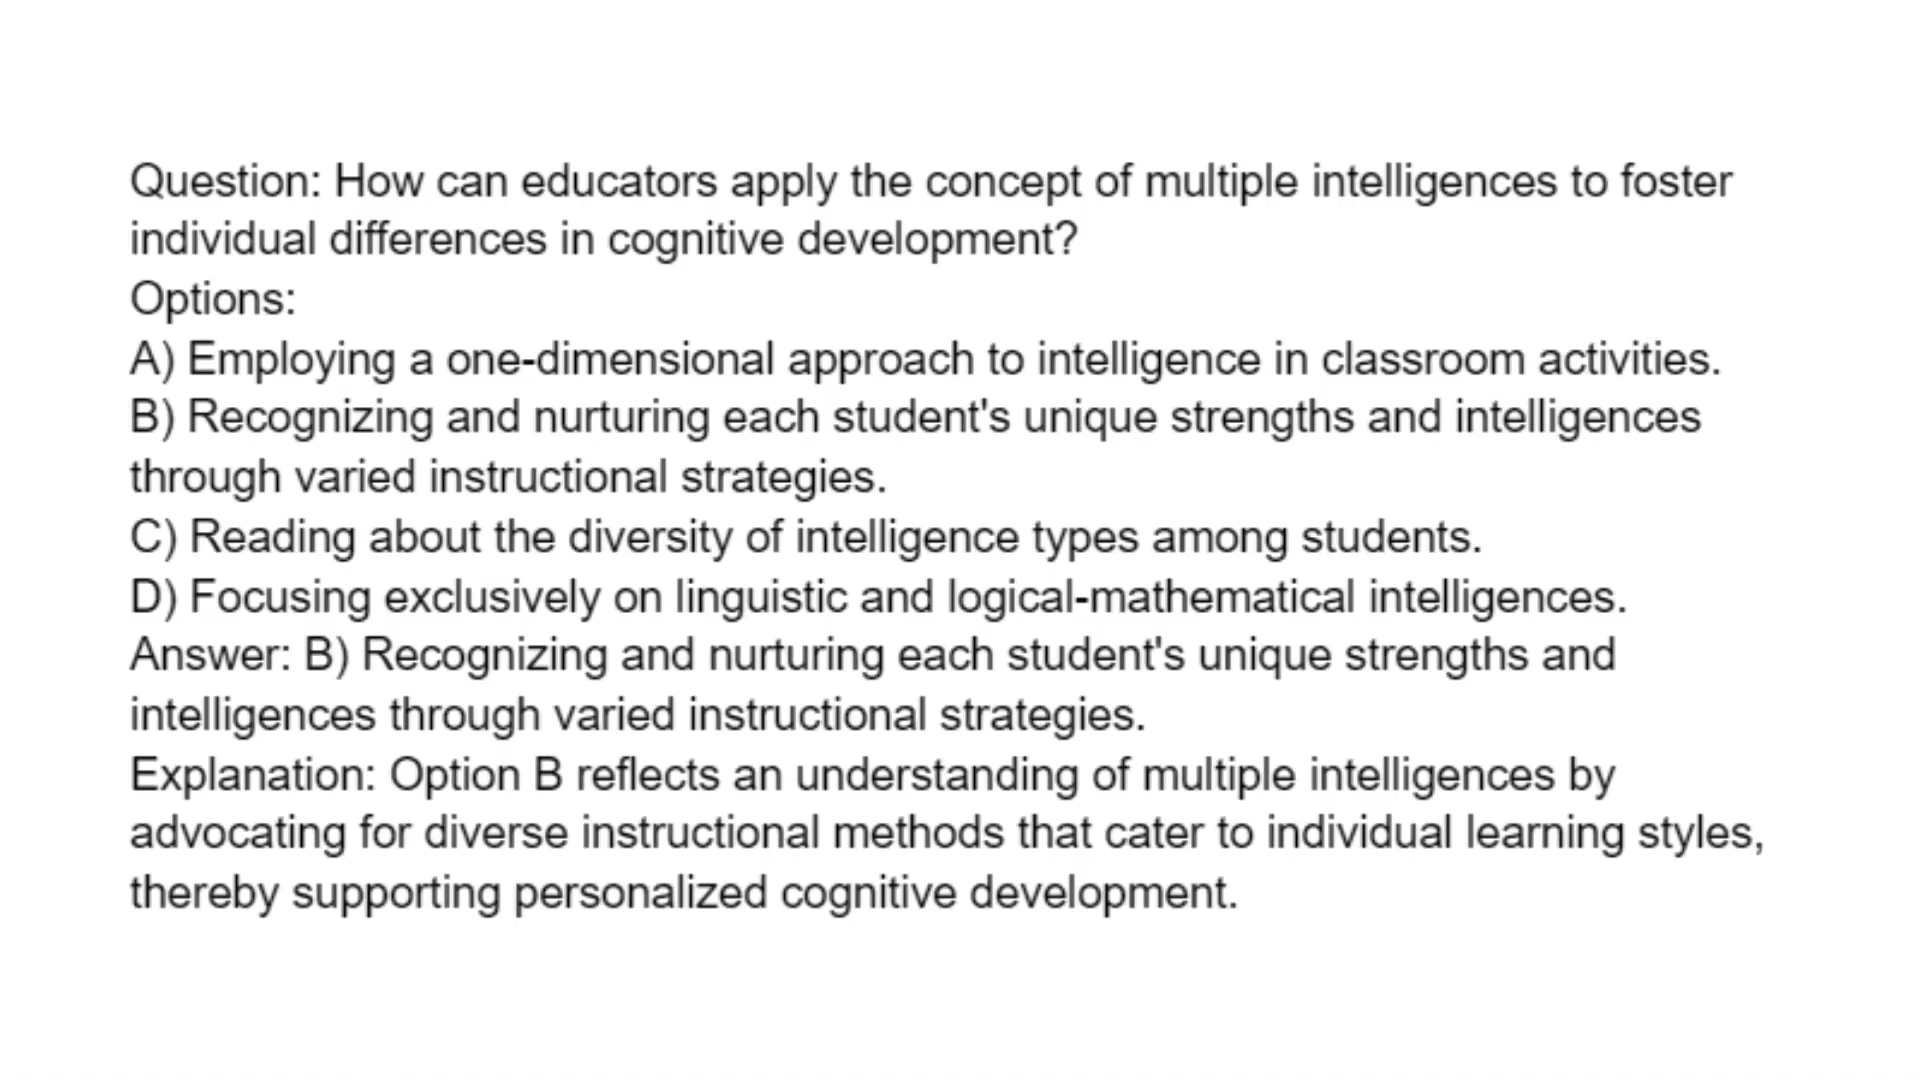 Question: How can educators apply the concept of multiple intelligences to foster
individual differences in cognitive development?
Options:
A) Employing a one-dimensional approach to intelligence in classroom activities.
B) Recognizing and nurturing each student's unique strengths and intelligences
through varied instructional strategies.
C) Reading about the diversity of intelligence types among students.
D) Focusing exclusively on linguistic and logical-mathematical intelligences.
Answer: B) Recognizing and nurturing each student's unique strengths and
intelligences through varied instructional strategies.
Explanation: Option B reflects an understanding of multiple intelligences by
advocating for diverse instructional methods that cater to individual learning styles,
thereby supporting personalized cognitive development.